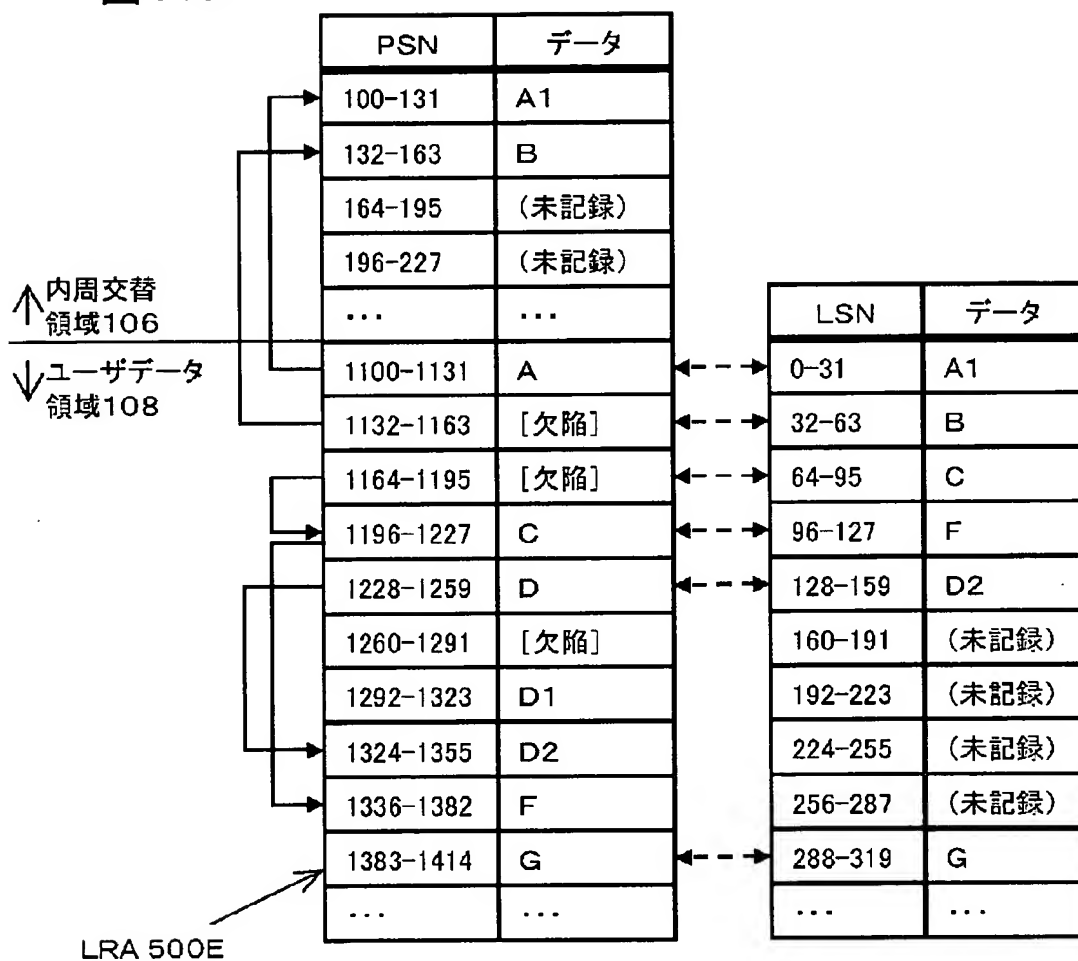 PSN データ
100-131 A1
132-163 B
164-195 (未記録)
196-227 (未記録)
... ...
↑内周交替
領域106
↓ユーザデータ
領域108
1100-1131 A
1132-1163 [欠陥]
1164-1195 [欠陥]
1196-1227 C
1228-1259 D
1260-1291 [欠陥]
1292-1323 D1
1324-1355 D2
1336-1382 F
1383-1414 G
... ...
LRA 500E
LSN データ
0-31 A1
32-63 B
64-95 C
96-127 F
128-159 D2
160-191 (未記録)
192-223 (未記録)
224-255 (未記録)
256-287 (未記録)
288-319 G
... ...